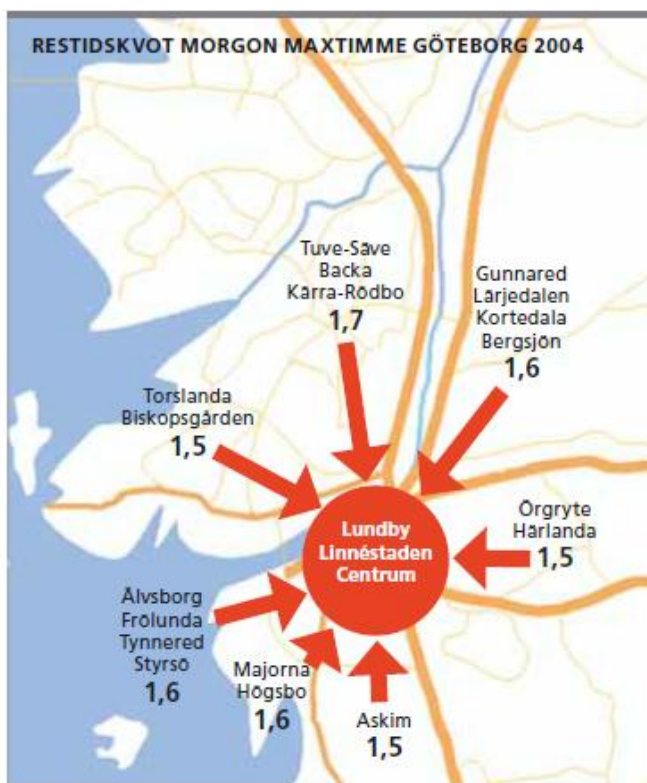 RESTIDSKVOT MORGON MAXTIMME GÖTEBORG 2004
Tuve-Säve
Backa
Kärra-Rödbo
1,7
Gunnared
Lärjedalen
Kortedala
Bergsjön
1,6
Torslanda
Biskopsgården
1,5
Lundby
Linnéstaden
Centrum
Örgryte
Härlanda
1,5
Älvsborg
Frölunda
Tynnered
Styrsö
1,6
Majorna
Högsbo
1,6
Askim
1,5